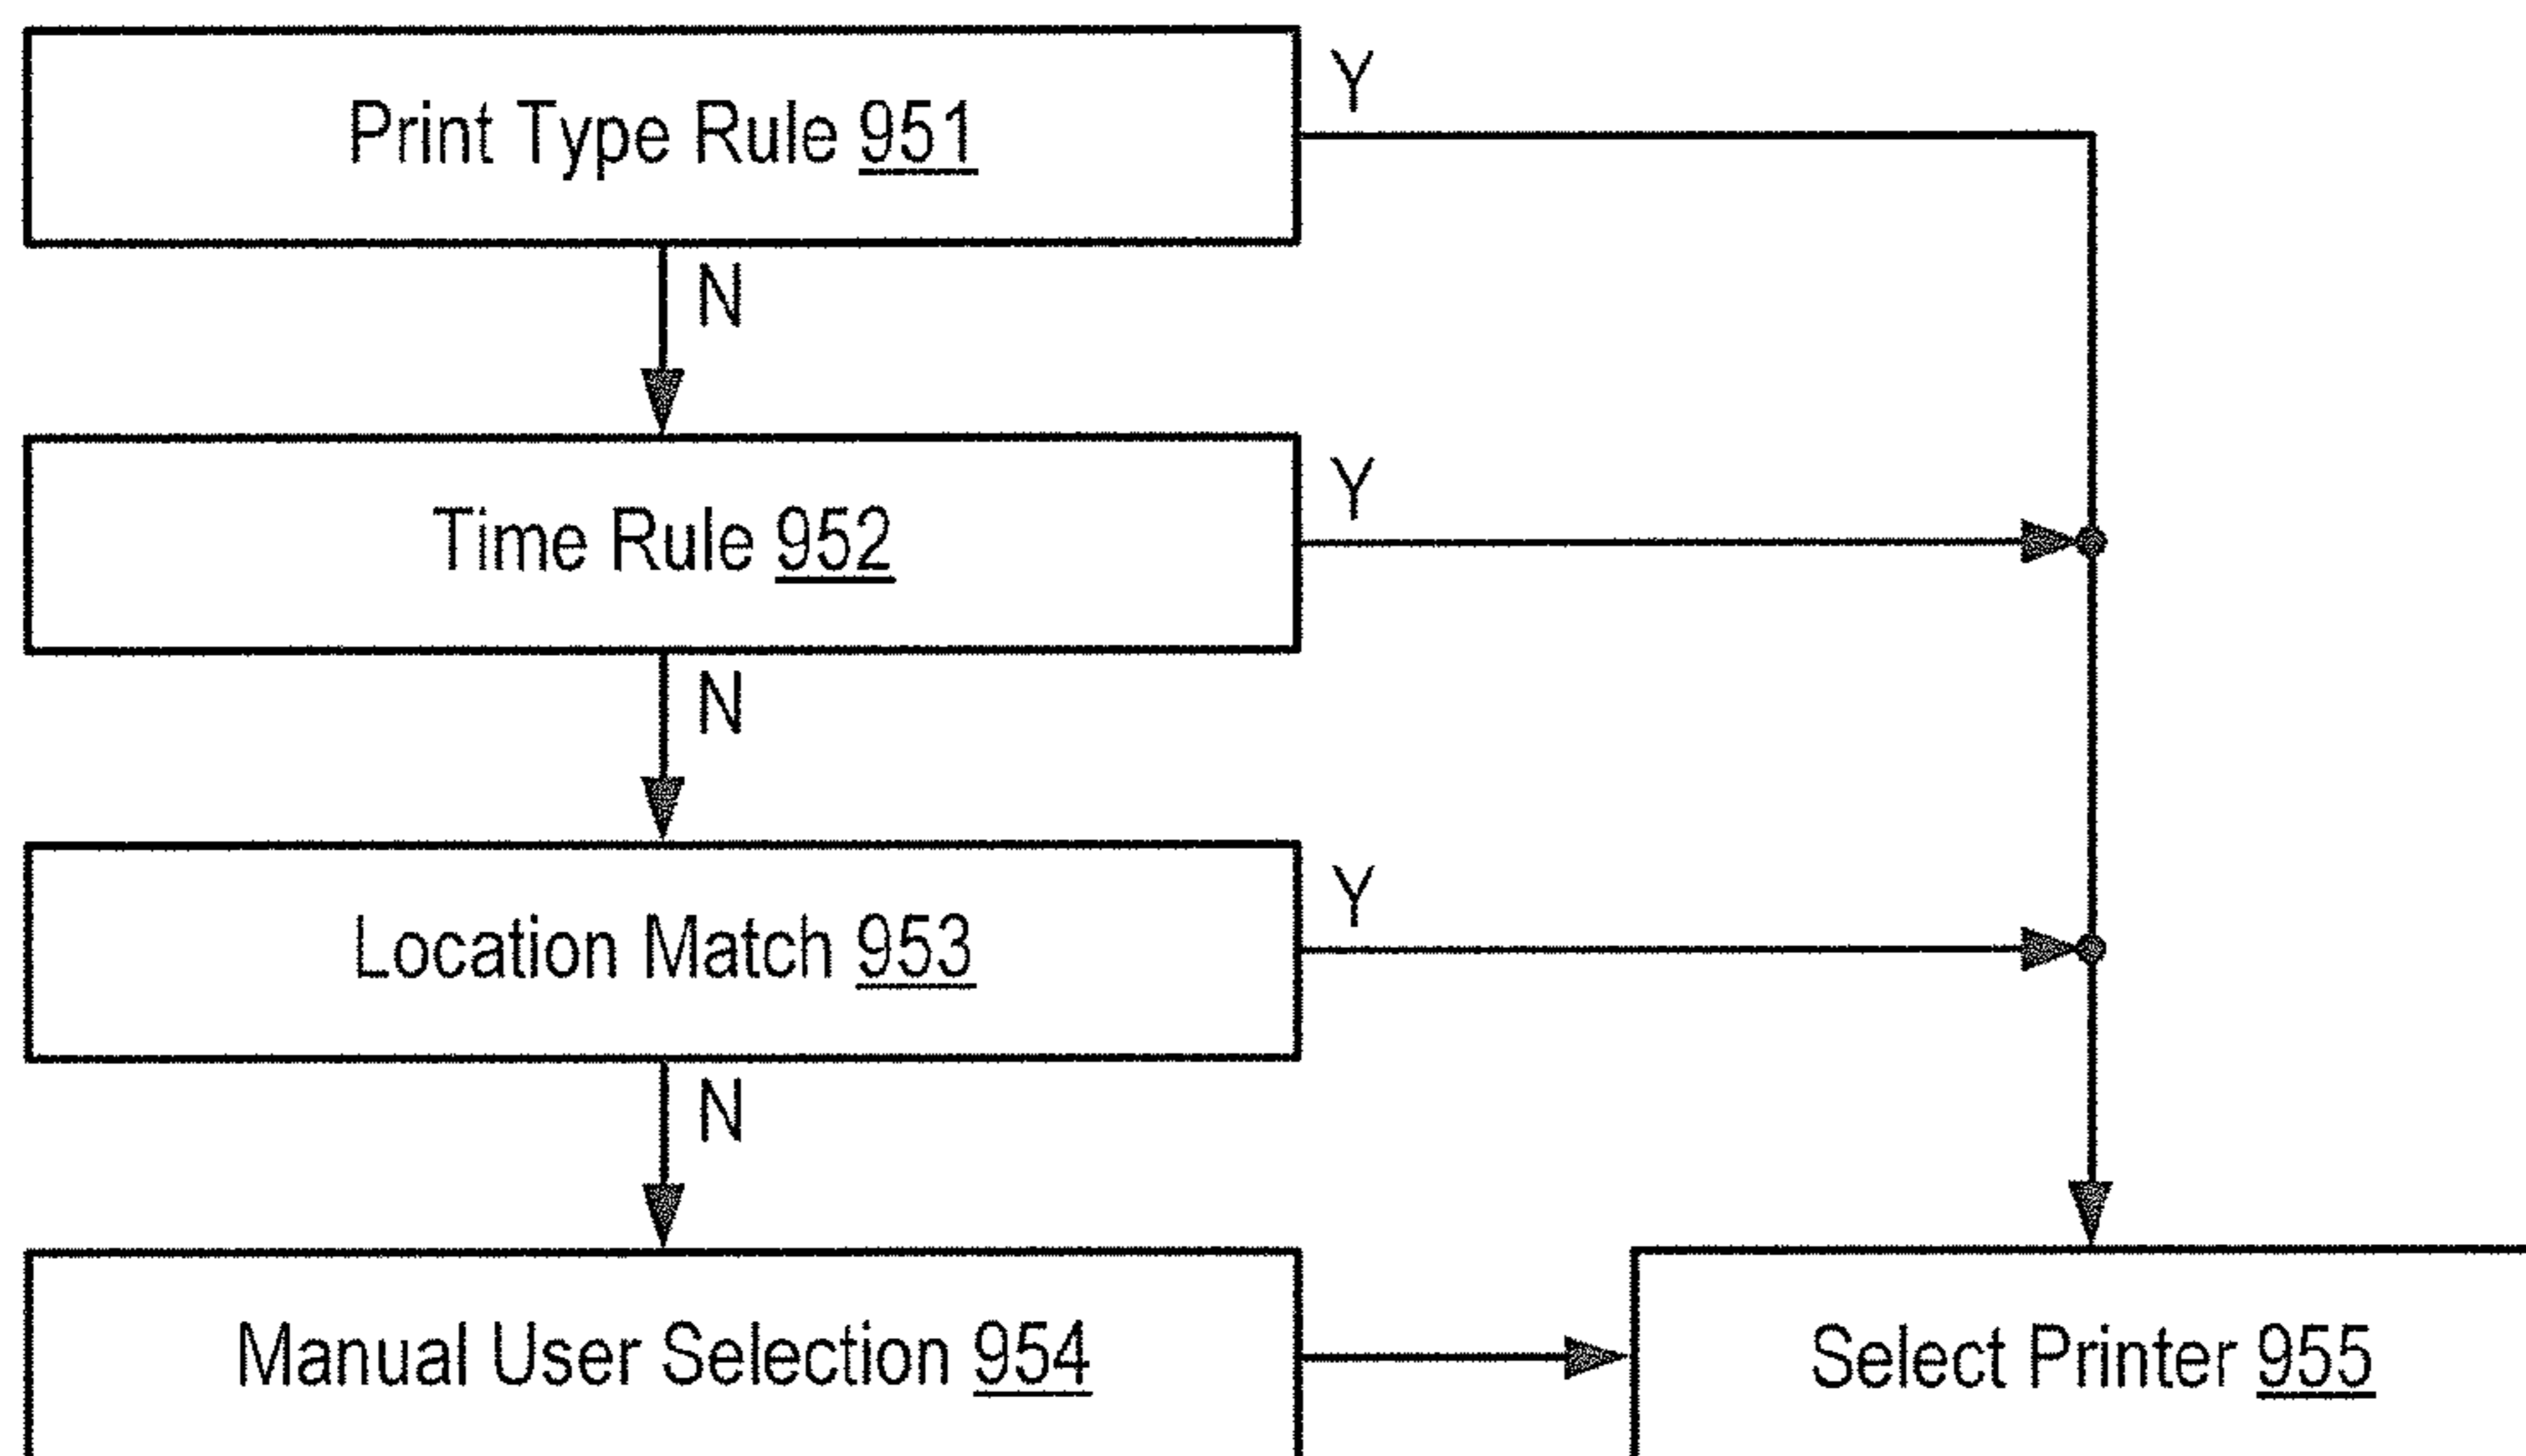 Print Type Rule 951
Y
N
Time Rule 952
Y
N
Location Match 953
Y
N
Manual User Selection 954
Select Printer 955